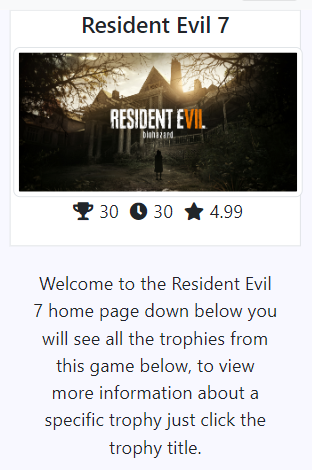 Resident Evil 7
RESIDENT EVIL
biohazard
30 30 4.99
Welcome to the Resident Evil
7 home page down below you
will see all the trophies from
this game below, to view
more information about a
specific trophy just click the
trophy title.